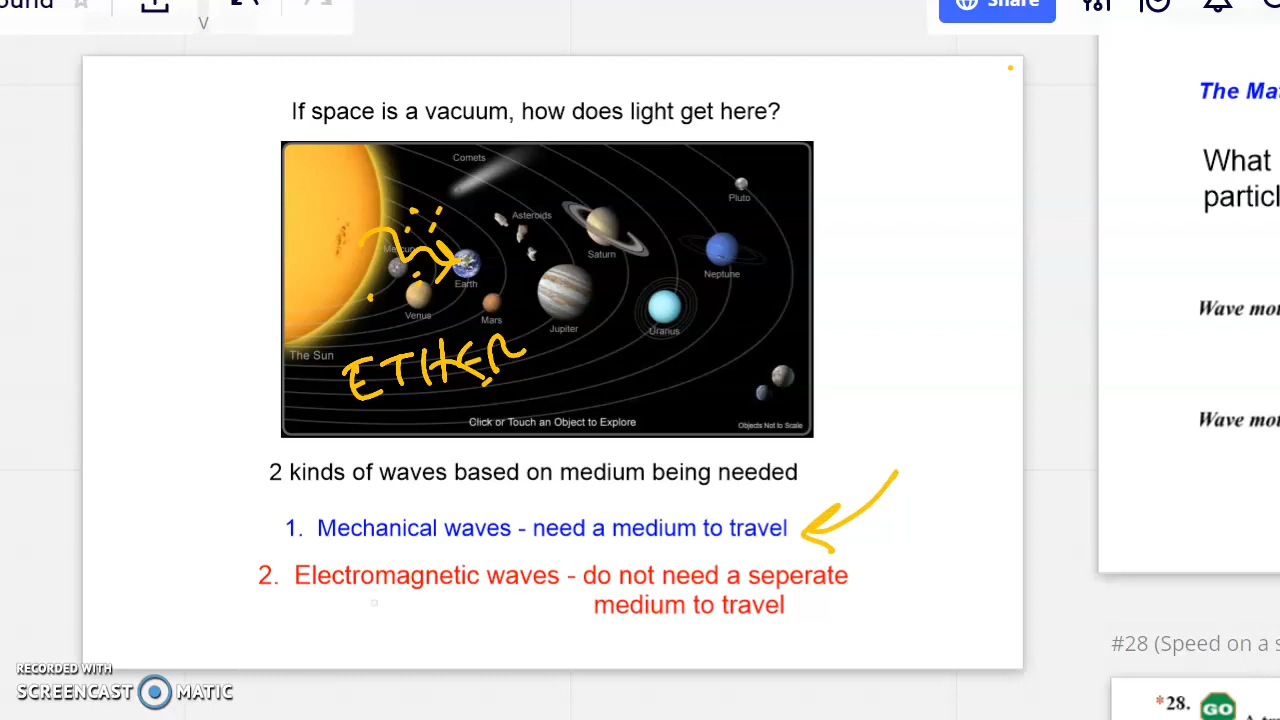 ound
Share
V
If space is a vacuum, how does light get here?
Comets
Pluto
Asteroids
Saturn
Neptune
Earth
Venus
Mars
Jupiter
Uranus
The Sun
ETHER
Click or Touch an Object to Explore
Objects Not to Scale
2 kinds of waves based on medium being needed
1. Mechanical waves - need a medium to travel
2. Electromagnetic waves - do not need a seperate
medium to travel
The Mat
What
particl
Wave mo
Wave mo
#28 (Speed on a s
*28.
GO
RECORDED WITH
SCREENCAST MATIC